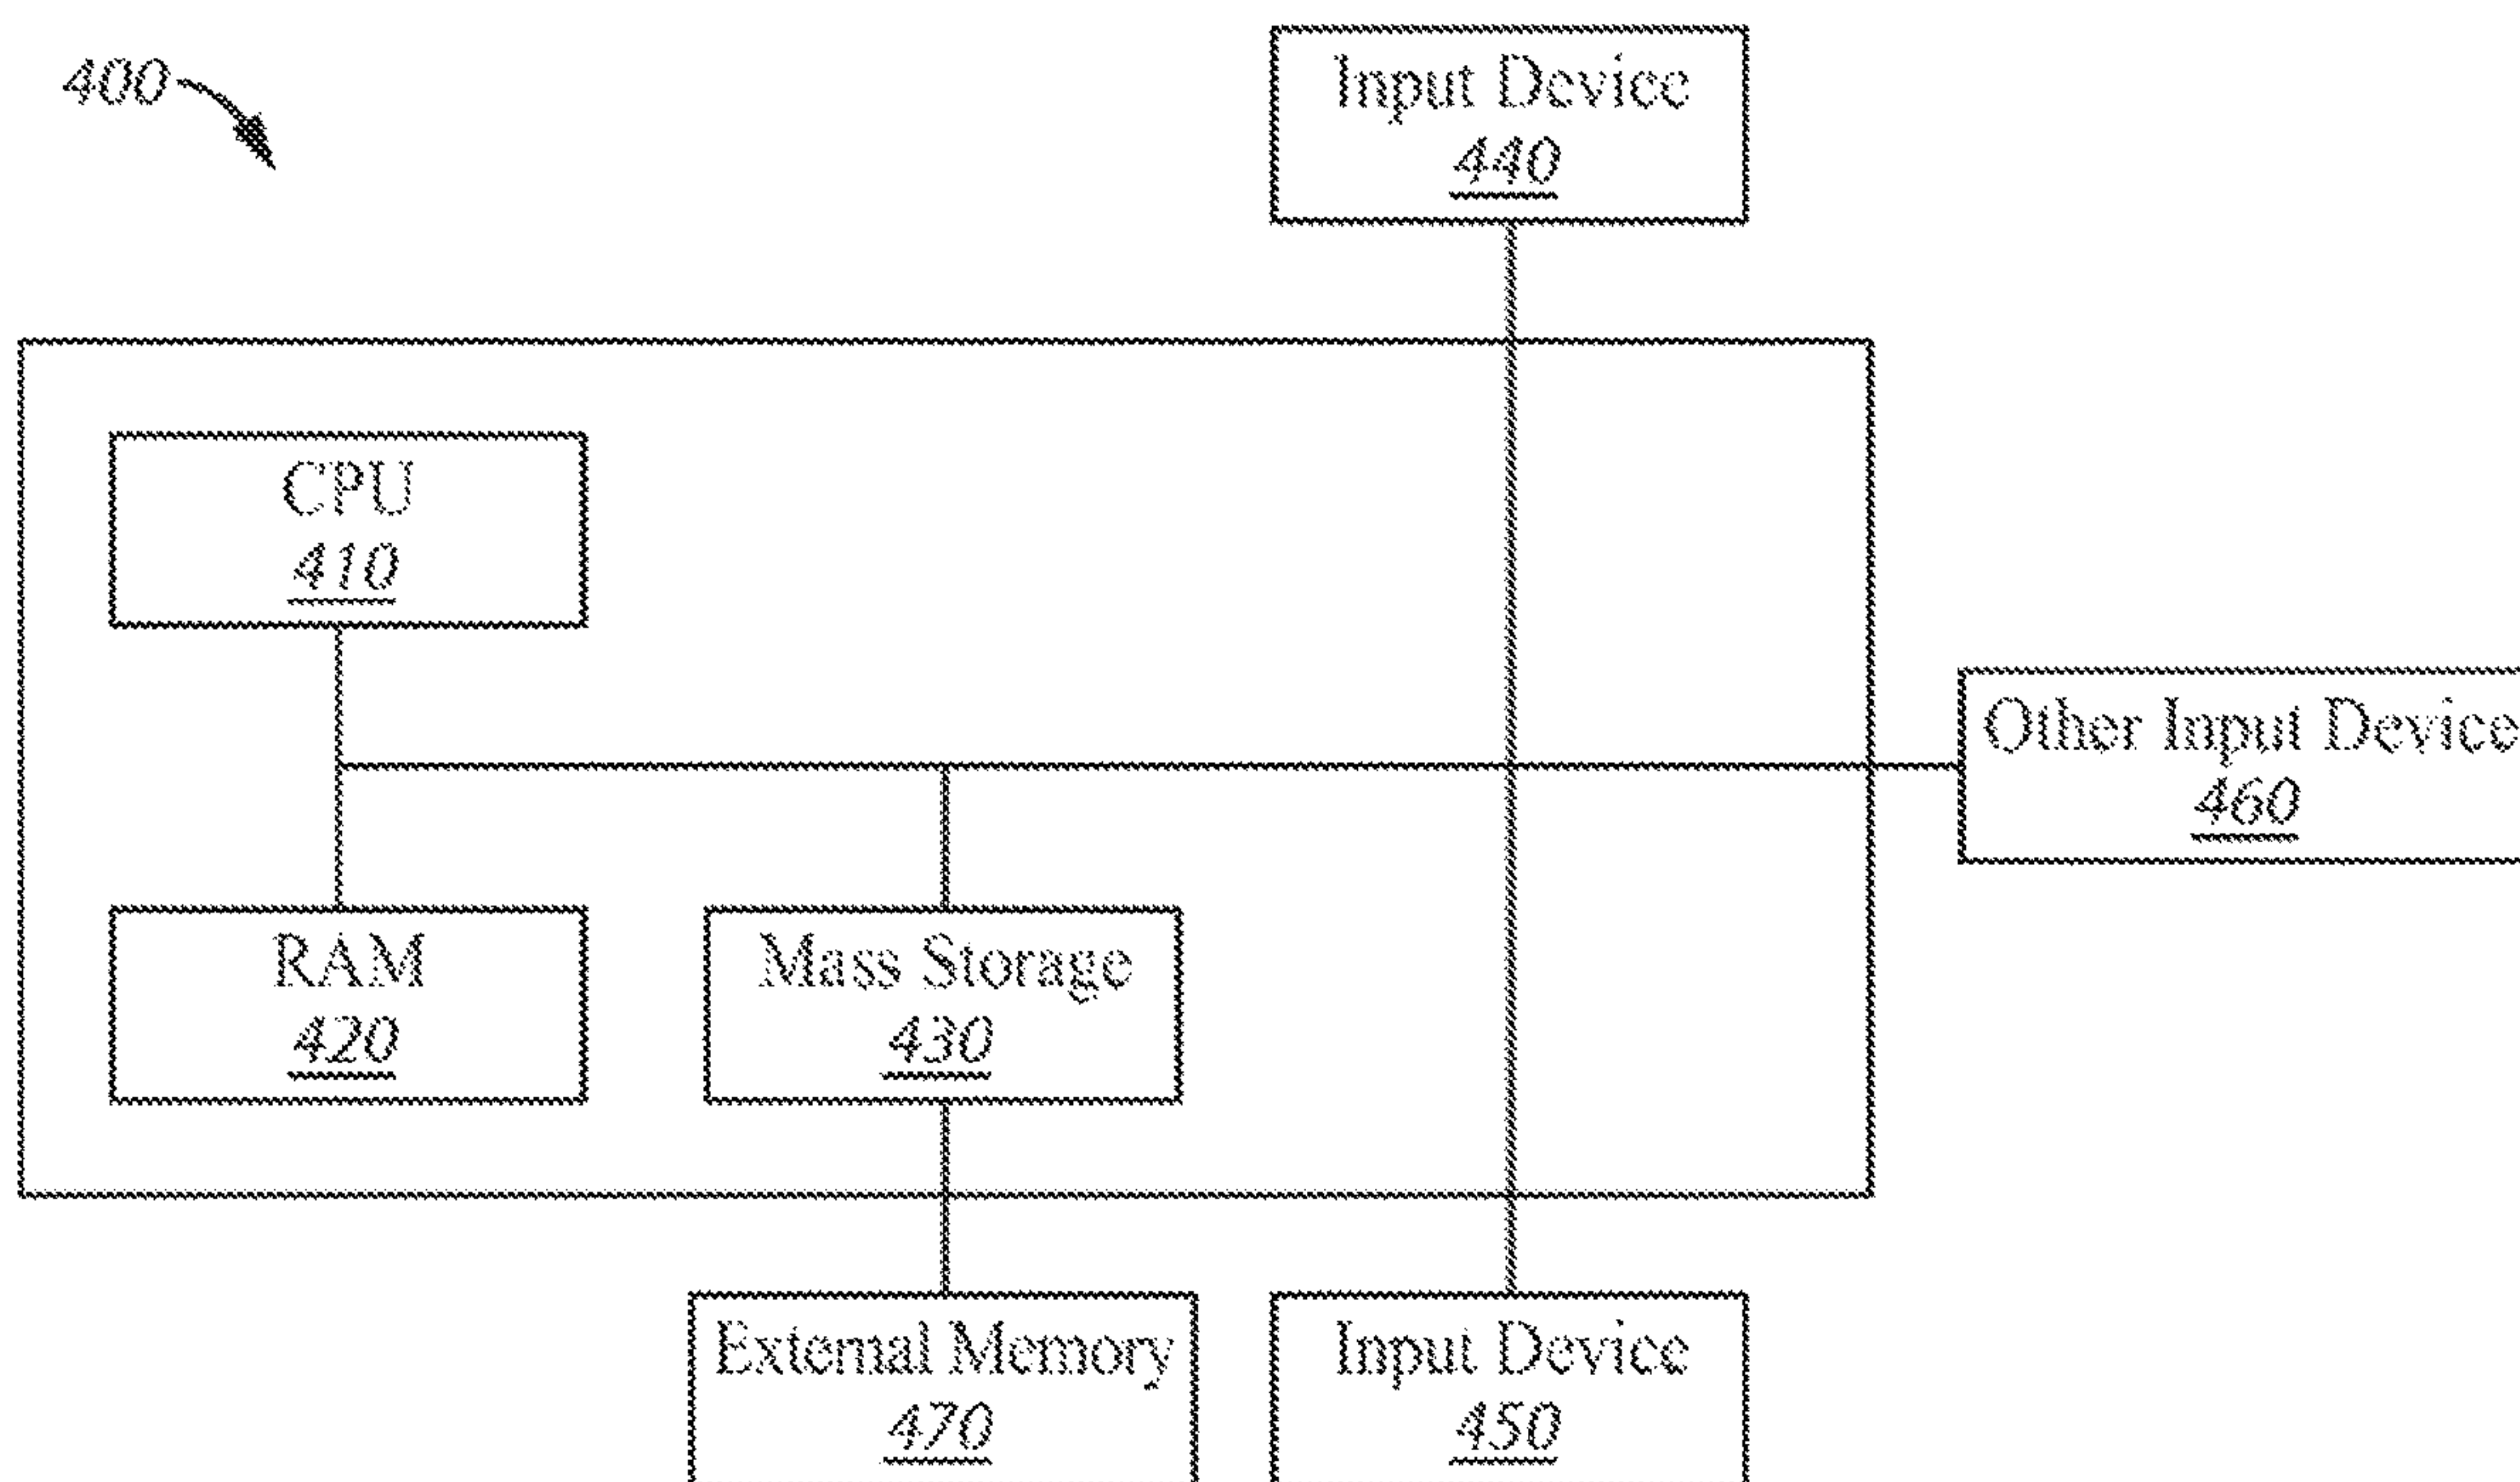 400
Input Device
440
CPU
410
Other Input Device
460
RAM
420
Mass Storage
430
External Memory
470
Input Device
450